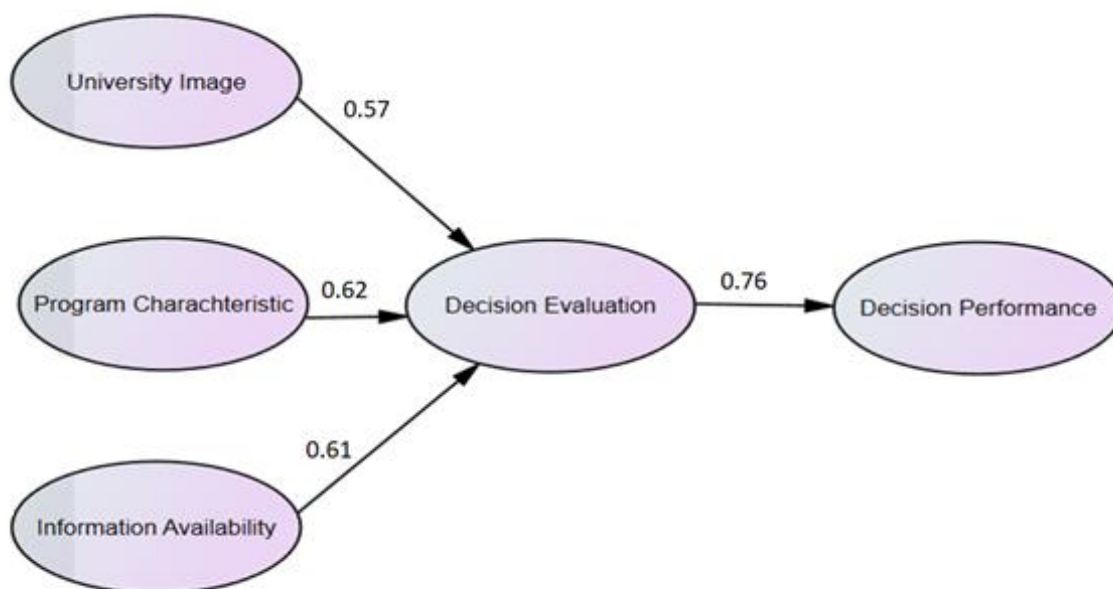 University Image
0.57
Program Charachteristic
0.62
Decision Evaluation
0.76
Decision Performance
0.61
Information Availability